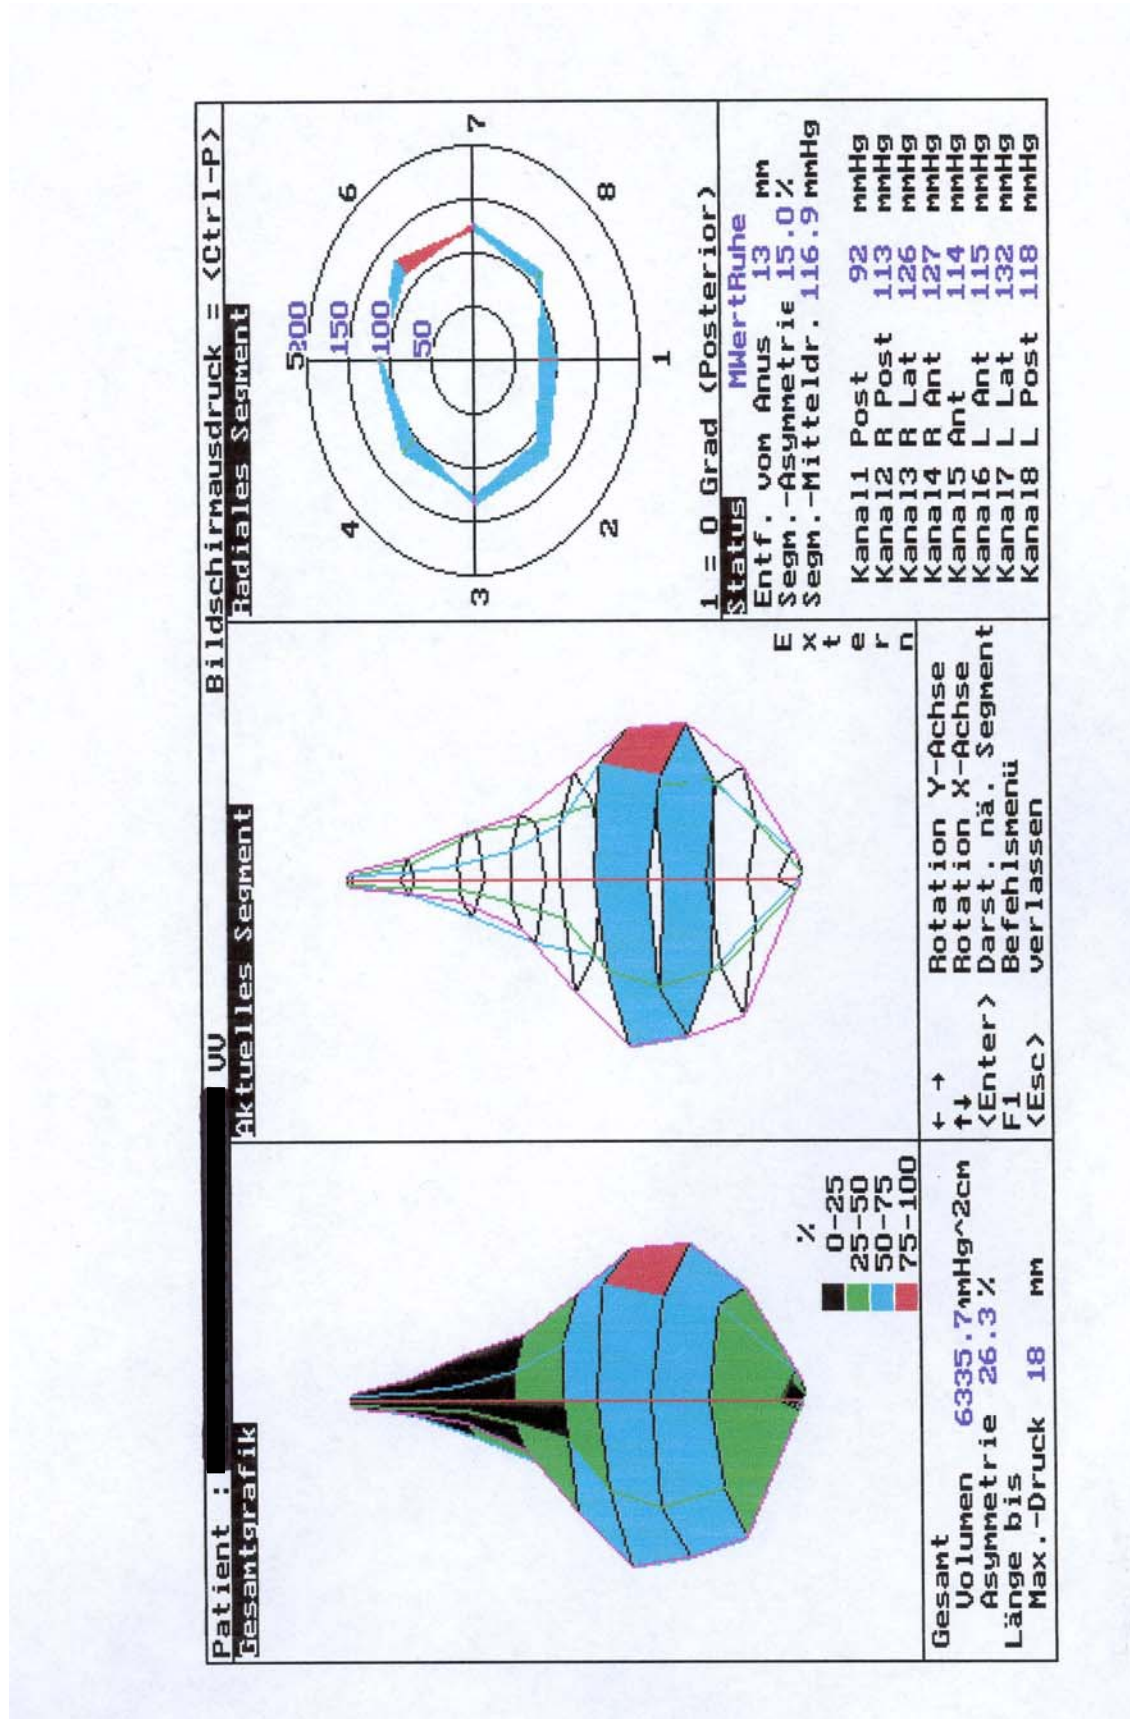 Patient : VV Bildschirmausdruck = <Ctrl-P>
Gesamtgrafik
%
0-25
25-50
50-75
75-100
Gesamt
Volumen 6335.7mmHg^2cm
Asymmetrie 26.3 %
Länge bis
Max.-Druck 18 mm
Aktuelles Segment
← → Rotation Y-Achse
↑↓ Rotation X-Achse
<Enter> Darst. nä. Segment
F1 Befehlsmenü
<Esc> verlassen
Extern
Radiales Segment
5
200
150
100
50
6
7
8
1
2
3
4
1 = 0 Grad (Posterior)
Status MWertRuhe
Entf. vom Anus 13 mm
Segm.-Asymmetrie 15.0 %
Segm.-Mitteldr. 116.9 mmHg
Kanal1 Post 92 mmHg
Kanal2 R Post 113 mmHg
Kanal3 R Lat 126 mmHg
Kanal4 R Ant 127 mmHg
Kanal5 Ant 114 mmHg
Kanal6 L Ant 115 mmHg
Kanal7 L Lat 132 mmHg
Kanal8 L Post 118 mmHg